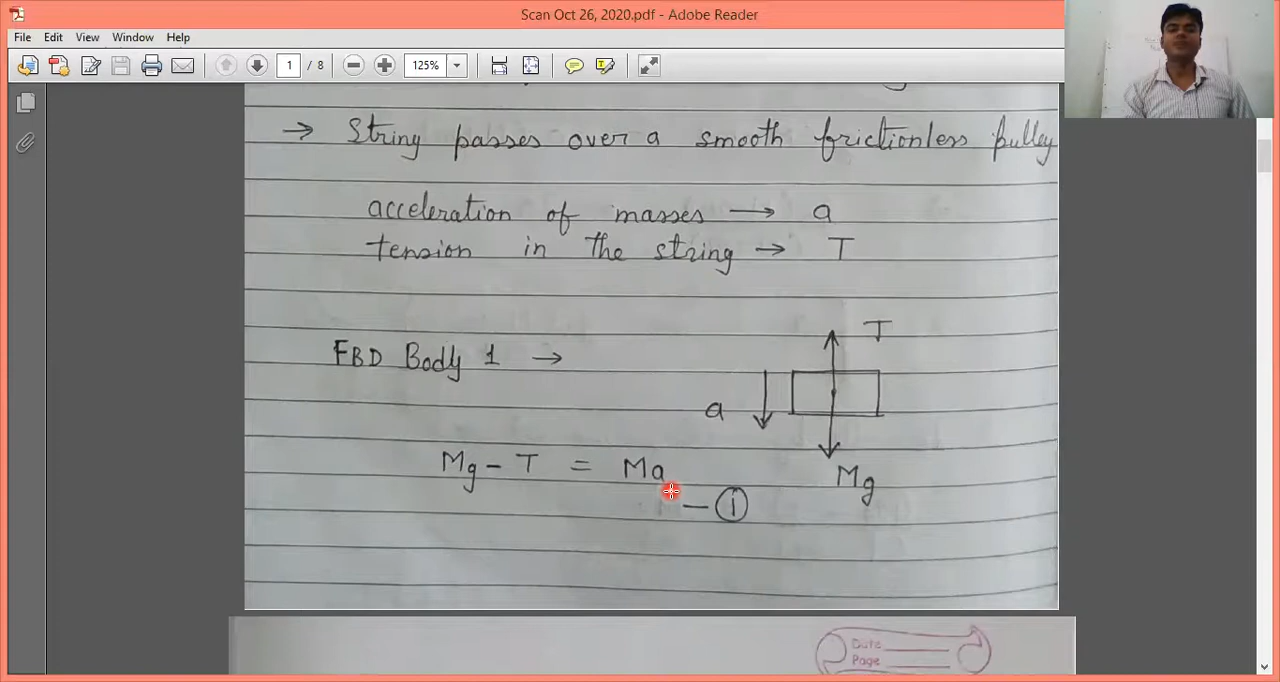 Scan Oct 26, 2020.pdf - Adobe Reader
File Edit View Window Help
1 / 8 125%
→ String passes over a smooth frictionless pulley
acceleration of masses → a
tension in the string → T
T
FBD Body 1 →
a
Mg - T = Ma
Mg
- ①
Date
Page